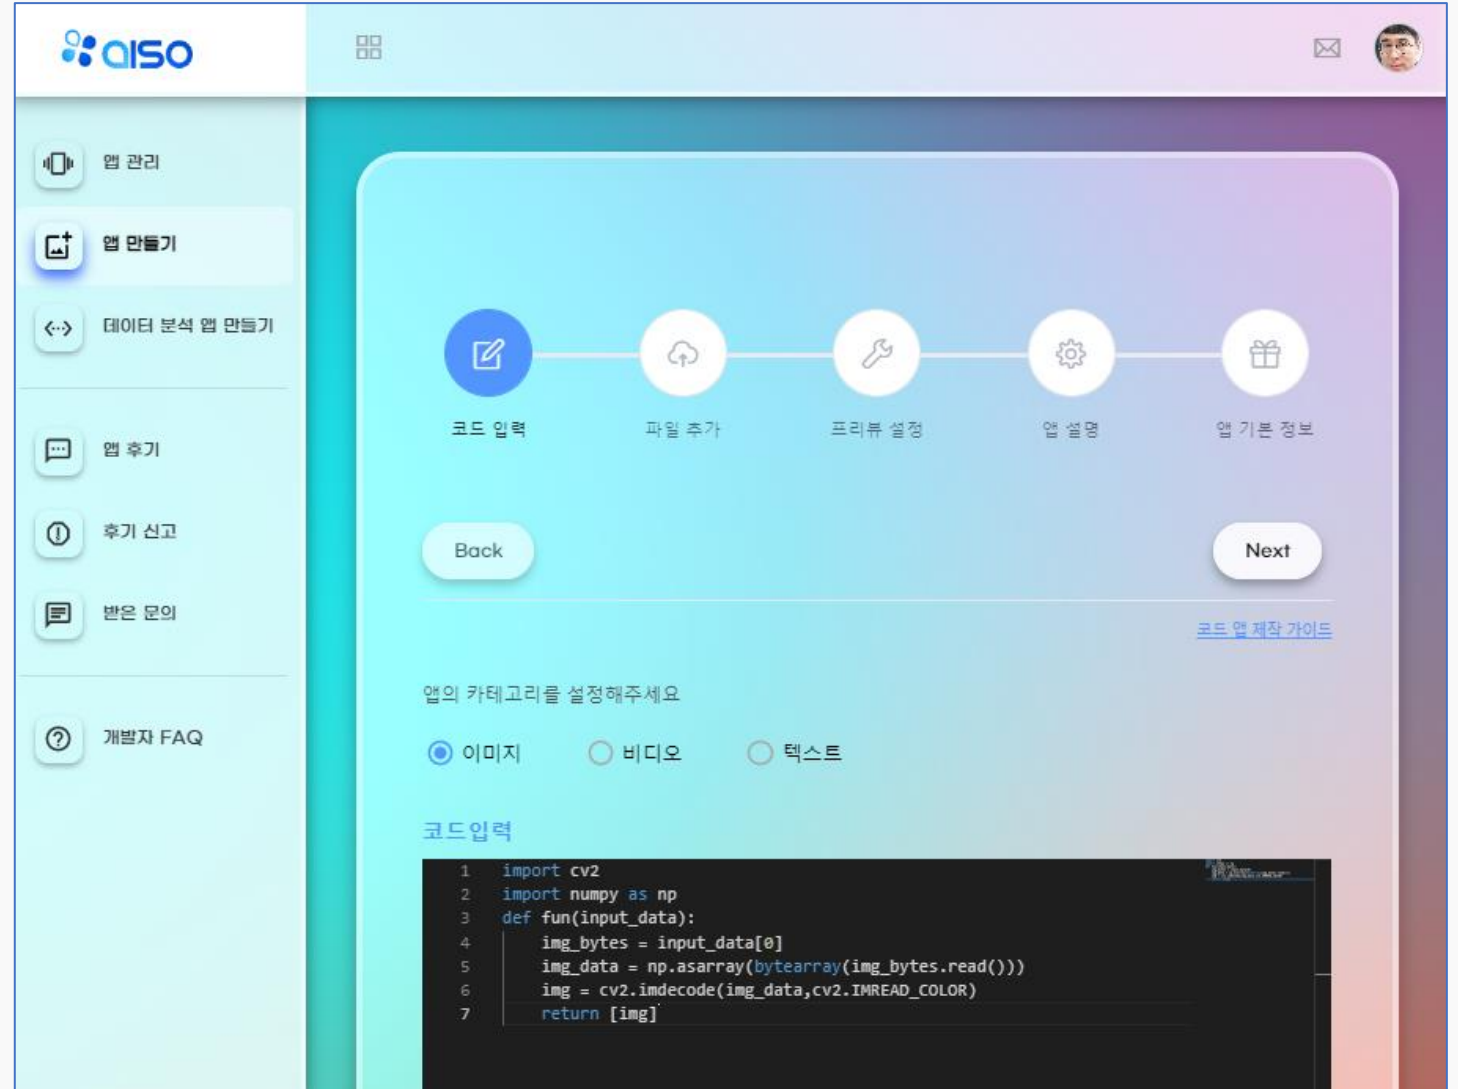 aiso
앱 관리
앱 만들기
데이터 분석 앱 만들기
앱 후기
후기 신고
받은 문의
개발자 FAQ
코드 입력
파일 추가
프리뷰 설정
앱 설명
앱 기본 정보
Back
Next
코드 앱 제작 가이드
앱의 카테고리를 설정해주세요
이미지 비디오 텍스트
코드입력
1 import cv2
2 import numpy as np
3 def fun(input_data):
4 img_bytes = input_data[0]
5 img_data = np.asarray(bytearray(img_bytes.read()))
6 img = cv2.imdecode(img_data,cv2.IMREAD_COLOR)
7 return [img]